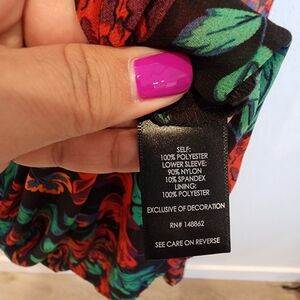 SELF:
100% POLYESTER
LOWER SLEEVE:
90% NYLON
10% SPANDEX
LINING:
100% POLYESTER
EXCLUSIVE OF DECORATION
RN# 148862
SEE CARE ON REVERSE